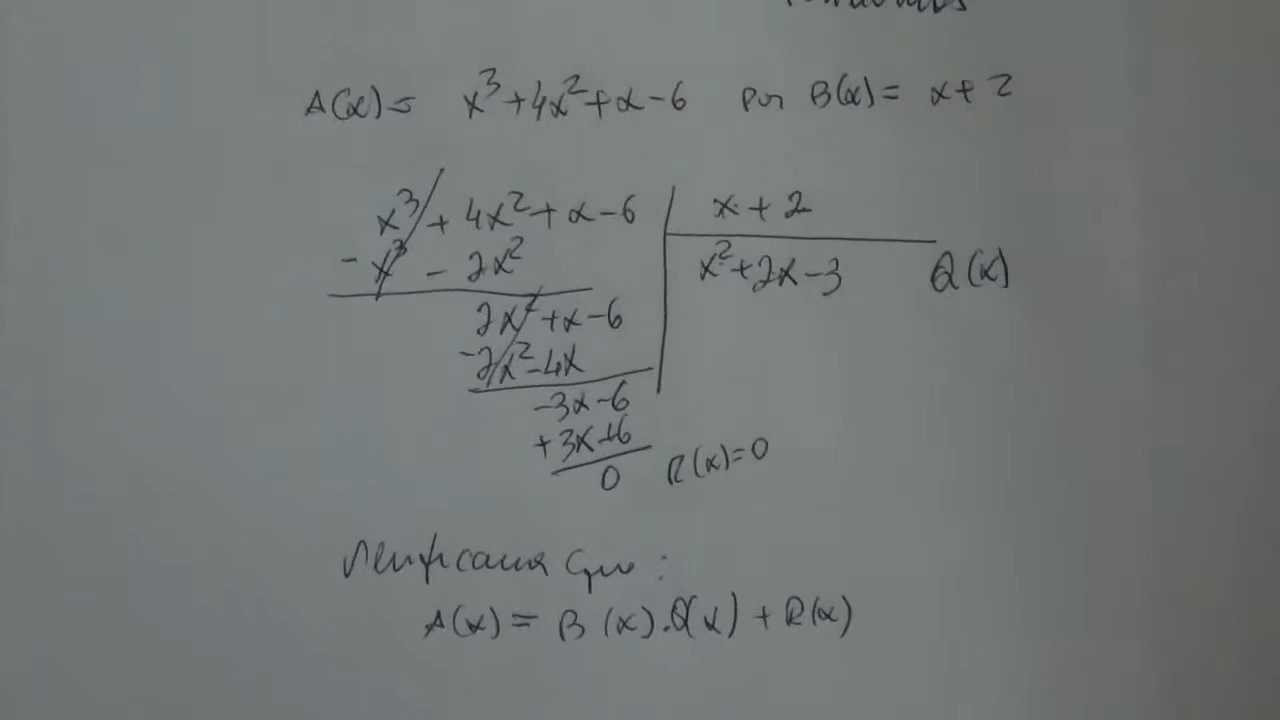 A(x) = x³+4x²+x-6 por B(x) = x+2
x³ + 4x² + x - 6 x + 2
- x³ - 2x² x²+2x-3 Q(x)
2x² + x - 6
-2x² - 4x
-3x - 6
+3x+6
0 R(x)=0
que:
A(x) = B(x).Q(x) + R(x)